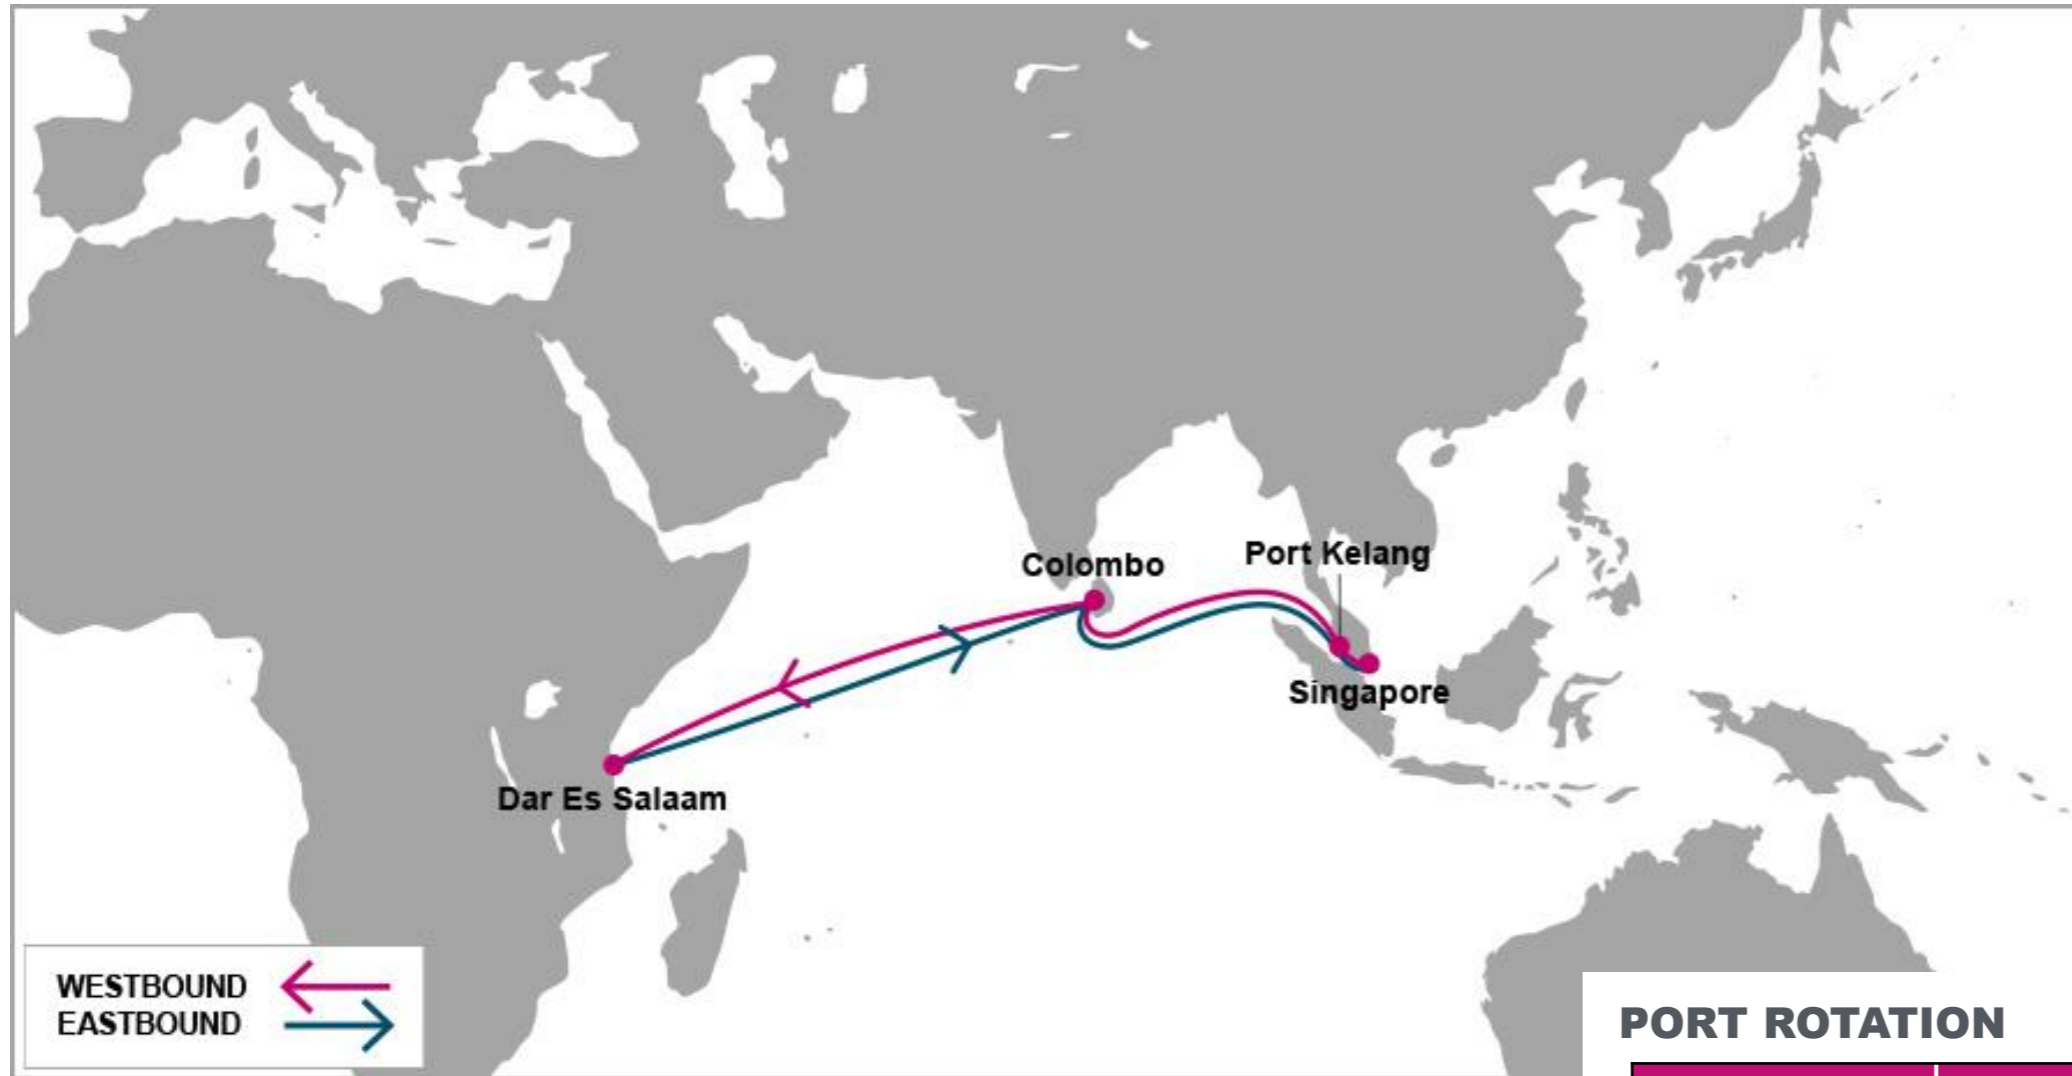 Colombo
Port Kelang
Singapore
Dar Es Salaam
WESTBOUND
EASTBOUND
PORT ROTATION